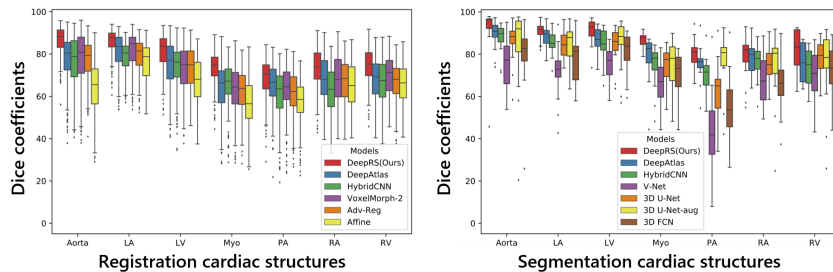 Dice coefficients
100
80
60
40
20
0
Models
DeepRS(Ours)
DeepAtlas
HybridCNN
VoxelMorph-2
Adv-Reg
Affine
Aorta LA LV Myo PA RA RV
Registration cardiac structures
Dice coefficients
100
80
60
40
20
0
Models
DeepRS(Ours)
DeepAtlas
HybridCNN
V-Net
3D U-Net
3D U-Net-aug
3D FCN
Aorta LA LV Myo PA RA RV
Segmentation cardiac structures